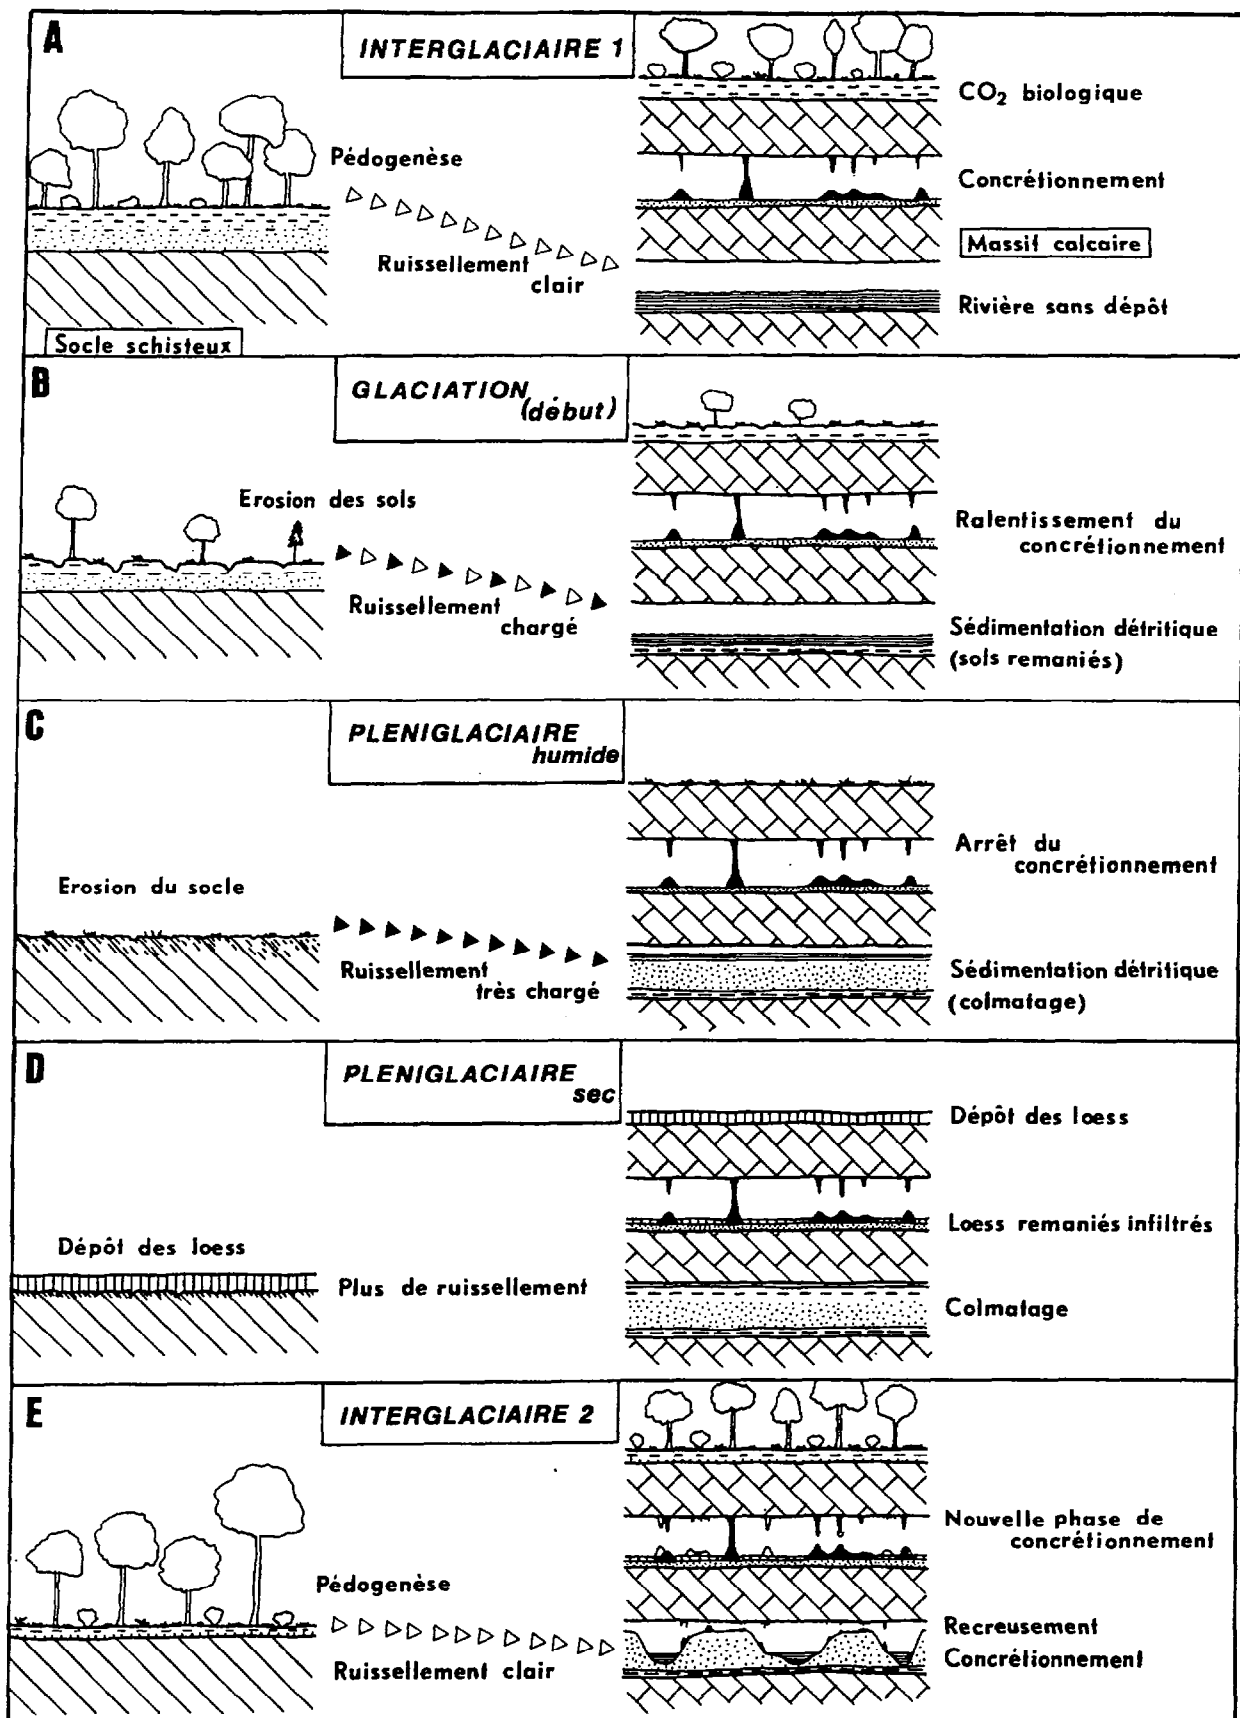 A
INTERGLACIAIRE 1
CO₂ biologique
Pédogenèse
Concrétionnement
Ruissellement
clair
Massif calcaire
Rivière sans dépôt
Socle schisteux
B
GLACIATION
(début)
Erosion des sols
Ralentissement du
concrétionnement
Ruissellement
chargé
Sédimentation détritique
(sols remaniés)
C
PLENIGLACIAIRE
humide
Arrêt du
concrétionnement
Erosion du socle
Ruissellement
très chargé
Sédimentation détritique
(colmatage)
D
PLENIGLACIAIRE
sec
Dépôt des loess
Loess remaniés infiltrés
Dépôt des loess
Plus de ruissellement
Colmatage
E
INTERGLACIAIRE 2
Nouvelle phase de
concrétionnement
Pédogenèse
Ruissellement clair
Recreusement
Concrétionnement